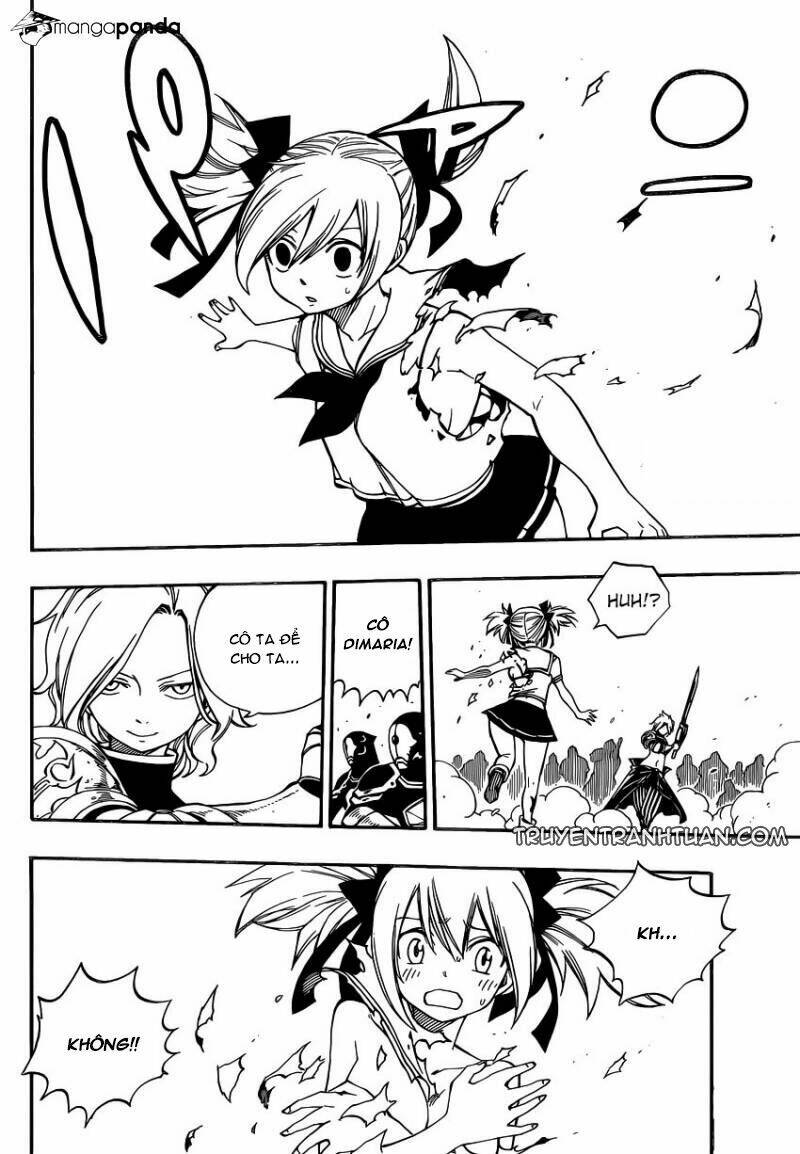 mangapanda
HUH!?
CÔ
DIMARIA!
CÔ TA ĐỂ
CHO TA...
TRUYENTRANHTUAN.COM
KH...
KHÔNG!!